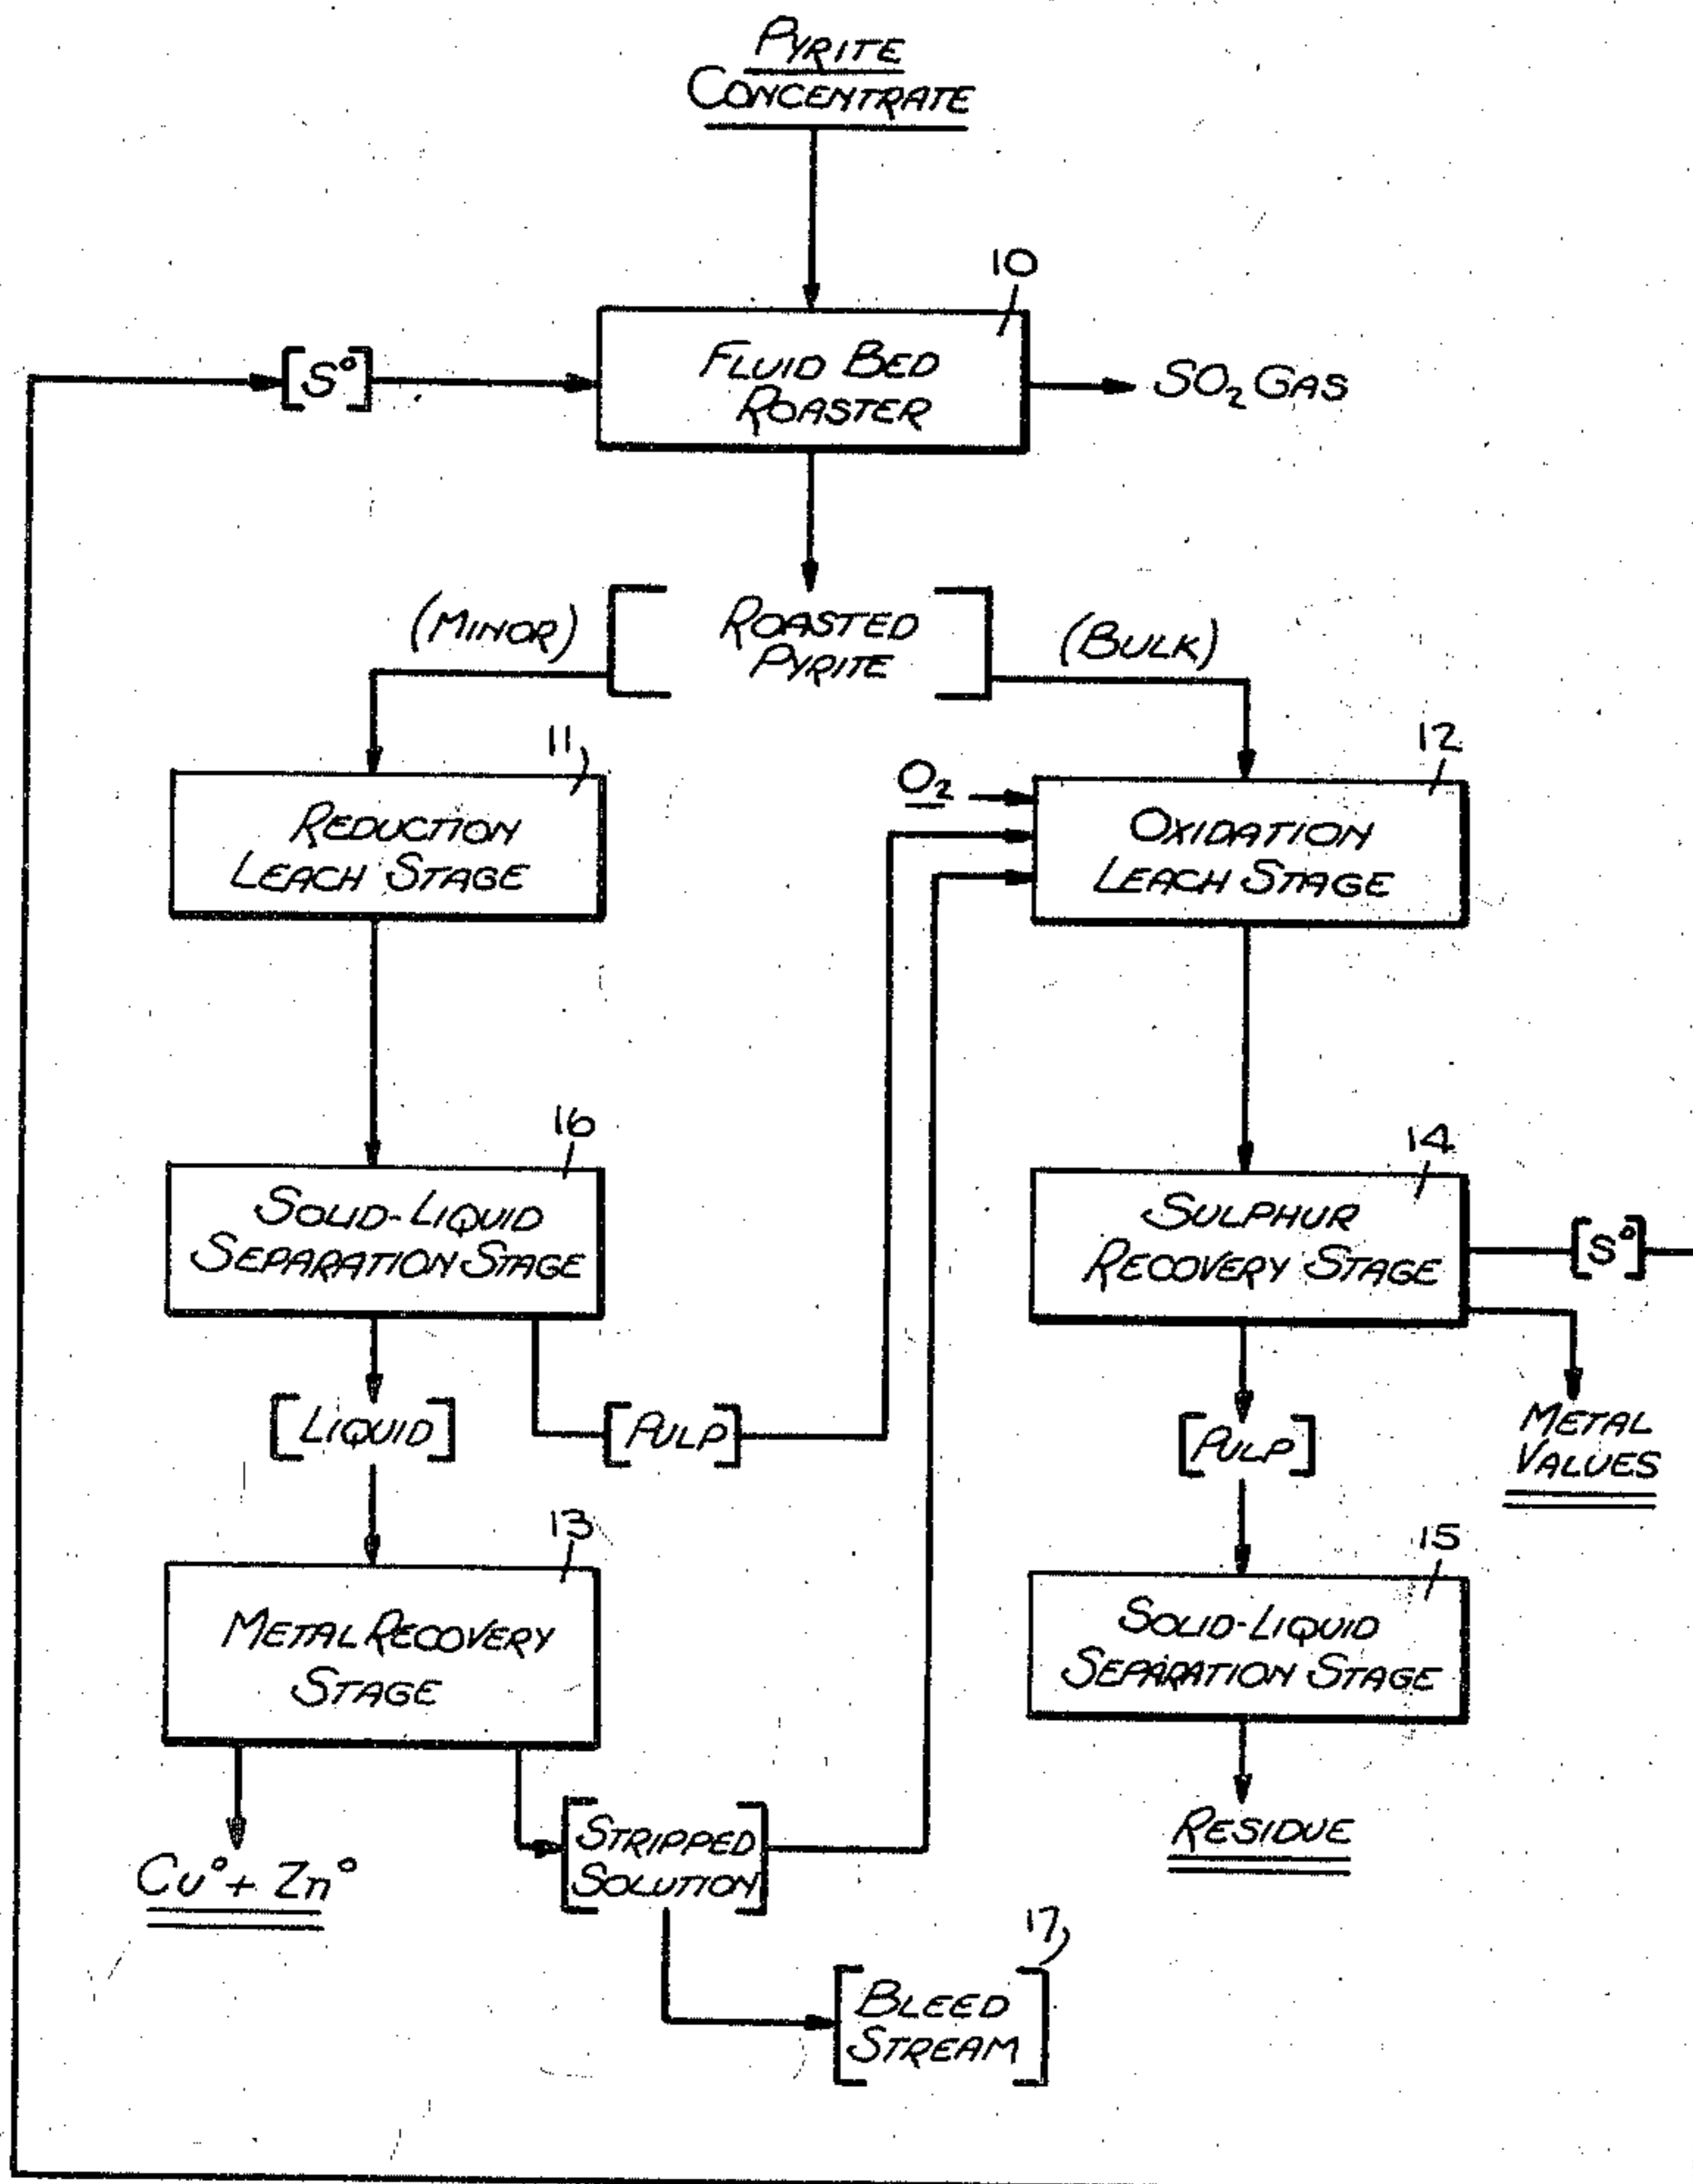 PYRITE
CONCENTRATE
10
[S°]
FLUID BED
ROASTER
SO₂ GAS
(MINOR)
[ROASTED
PYRITE]
(BULK)
11
REDUCTION
LEACH STAGE
O₂
12
OXIDATION
LEACH STAGE
16
SOLID-LIQUID
SEPARATION STAGE
14
SULPHUR
RECOVERY STAGE
[S°]
[LIQUID]
[PULP]
[PULP]
METAL
VALUES
13
METAL RECOVERY
STAGE
15
SOLID-LIQUID
SEPARATION STAGE
Cu° + Zn°
[STRIPPED
SOLUTION]
RESIDUE
17
[BLEED
STREAM]